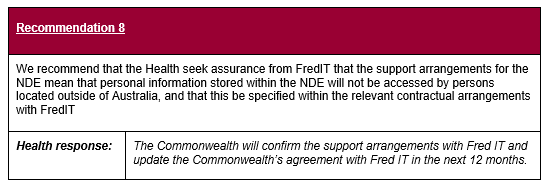 Recommendation 8
We recommend that the Health seek assurance from FredIT that the support arrangements for the
NDE mean that personal information stored within the NDE will not be accessed by persons
located outside of Australia, and that this be specified within the relevant contractual arrangements
with FredIT
Health response: The Commonwealth will confirm the support arrangements with Fred IT and
update the Commonwealth's agreement with Fred IT in the next 12 months.